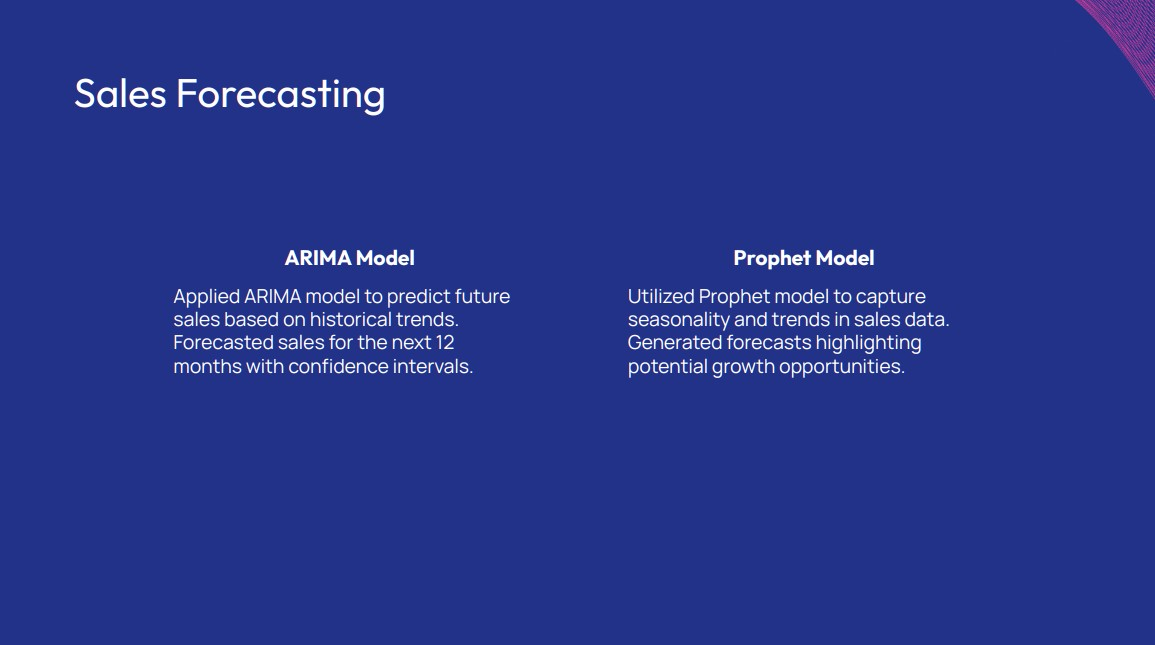 Sales Forecasting
ARIMA Model
Applied ARIMA model to predict future
sales based on historical trends.
Forecasted sales for the next 12
months with confidence intervals.
Prophet Model
Utilized Prophet model to capture
seasonality and trends in sales data.
Generated forecasts highlighting
potential growth opportunities.